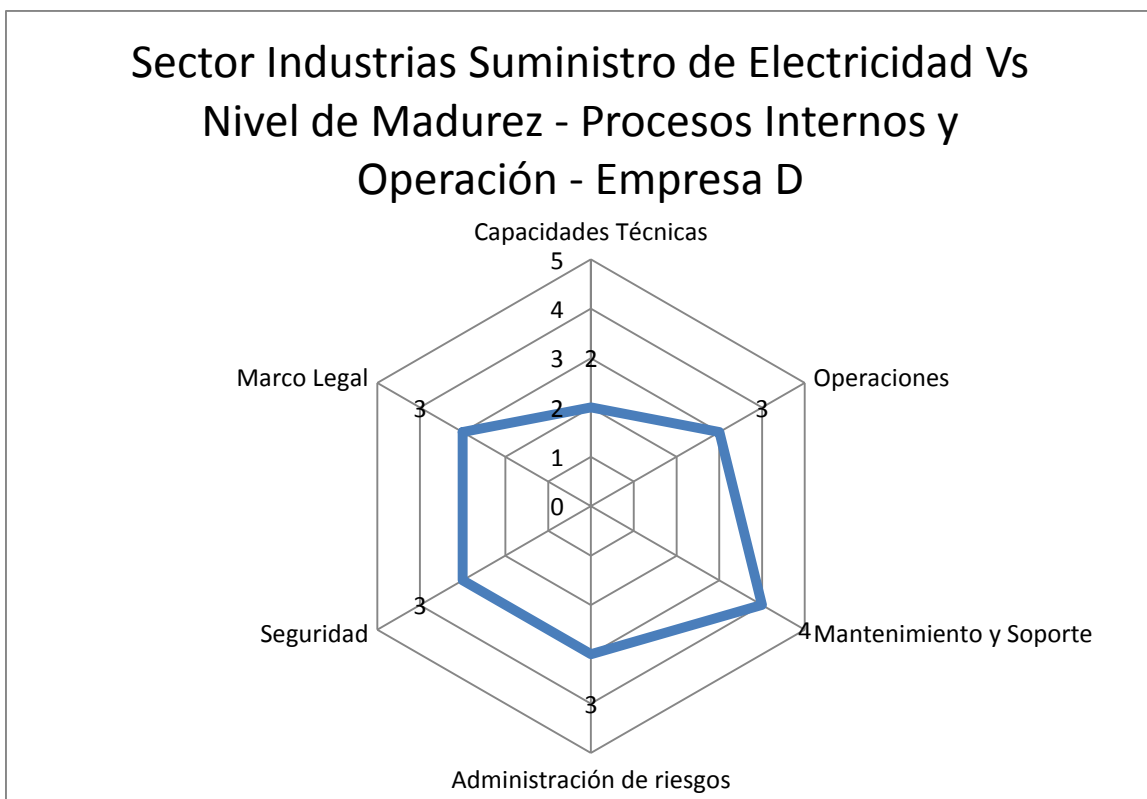 Sector Industrias Suministro de Electricidad Vs
Nivel de Madurez - Procesos Internos y
Operación - Empresa D
Capacidades Técnicas
5
4
3 2
Marco Legal
Operaciones
3
2
3
1
0
3
Seguridad
4 Mantenimiento y Soporte
3
Administración de riesgos